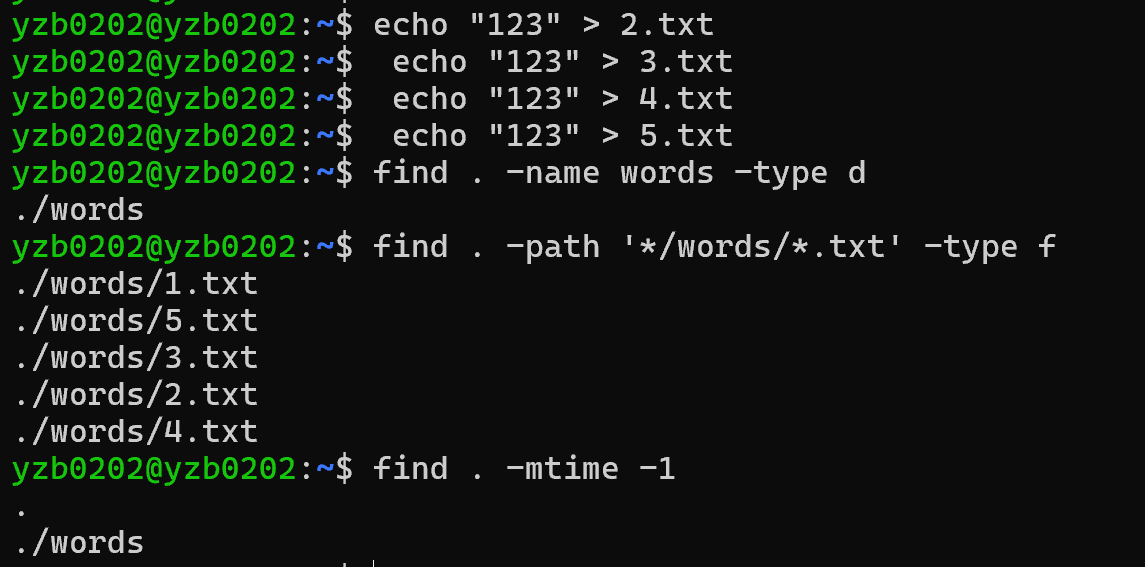 yzb0202@yzb0202:~$ echo "123" > 2.txt
yzb0202@yzb0202:~$  echo "123" > 3.txt
yzb0202@yzb0202:~$  echo "123" > 4.txt
yzb0202@yzb0202:~$  echo "123" > 5.txt
yzb0202@yzb0202:~$ find . -name words -type d
./words
yzb0202@yzb0202:~$ find . -path '*/words/*.txt' -type f
./words/1.txt
./words/5.txt
./words/3.txt
./words/2.txt
./words/4.txt
yzb0202@yzb0202:~$ find . -mtime -1
.
./words